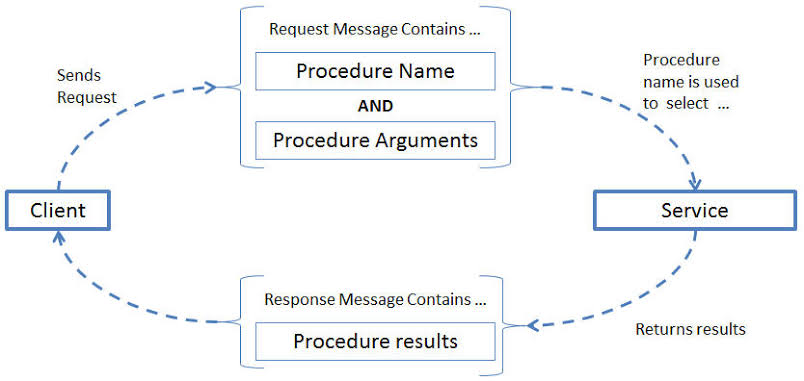 Request Message Contains ...
Sends
Request
Procedure Name
AND
Procedure Arguments
Procedure
name is used
to select ...
Client
Service
Response Message Contains ...
Procedure results
Returns results